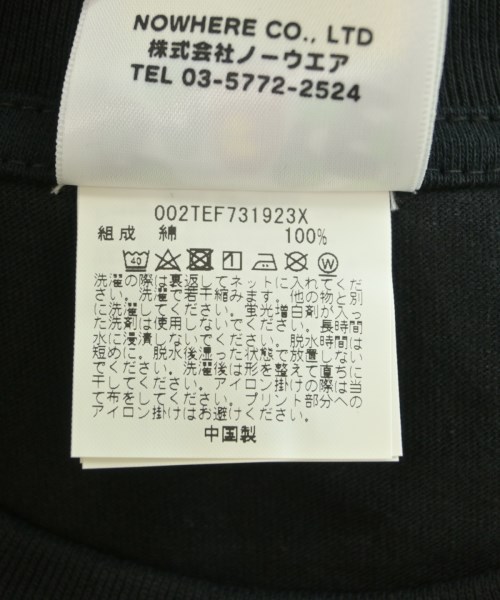 NOWHERE CO., LTD
株式会社ノーウエア
TEL 03-5772-2524
002TEF731923X
組成 綿 100%
40 W
洗濯の際は裏返してネットに入れてくだ
さい。洗濯で若干縮みます。他の物と別
に洗濯してください。蛍光増白剤が入っ
た洗剤は使用しないでください。長時間
水に浸漬しないでください。脱水時間は
短めに。脱水後湿った状態で放置しない
でください。洗濯後は形を整えて直ちに
干してください。アイロン掛けの際は当
て布をしてください。プリント部分への
アイロン掛けはお避けください。
中国製